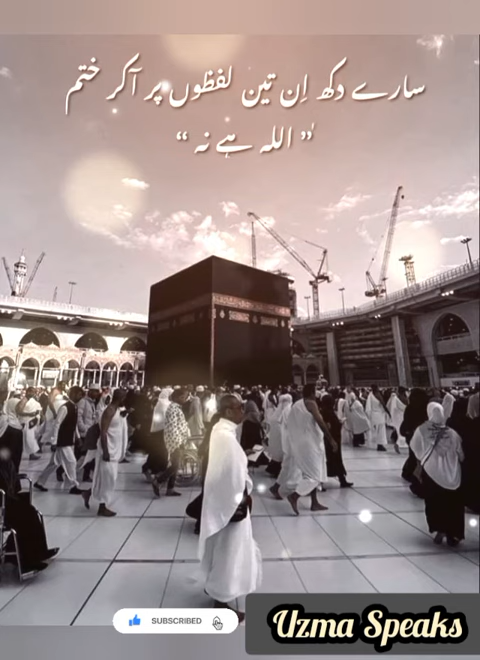 سارے دکھ اِن تین لفظوں پر آکر ختم
” اللہ ہے نہ “
SUBSCRIBED
Uzma Speaks